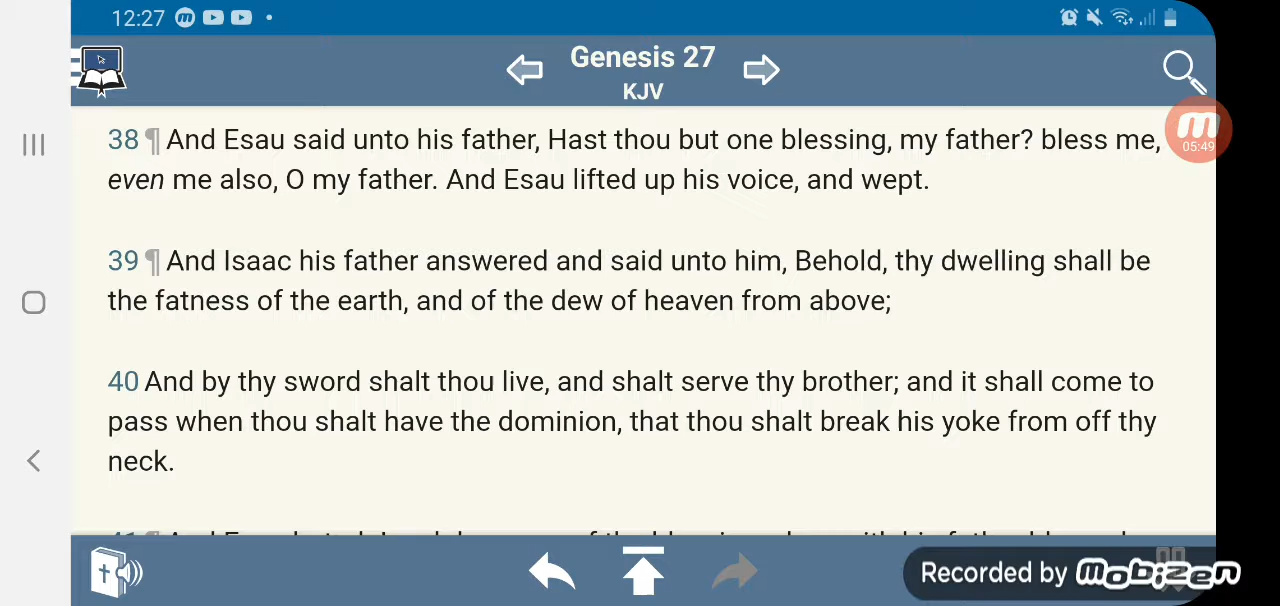 12:27
Genesis 27
KJV
05:49
38 ¶ And Esau said unto his father, Hast thou but one blessing, my father? bless me,
even me also, O my father. And Esau lifted up his voice, and wept.
39 ¶ And Isaac his father answered and said unto him, Behold, thy dwelling shall be
the fatness of the earth, and of the dew of heaven from above;
40 And by thy sword shalt thou live, and shalt serve thy brother; and it shall come to
pass when thou shalt have the dominion, that thou shalt break his yoke from off thy
neck.
Recorded by mobizen